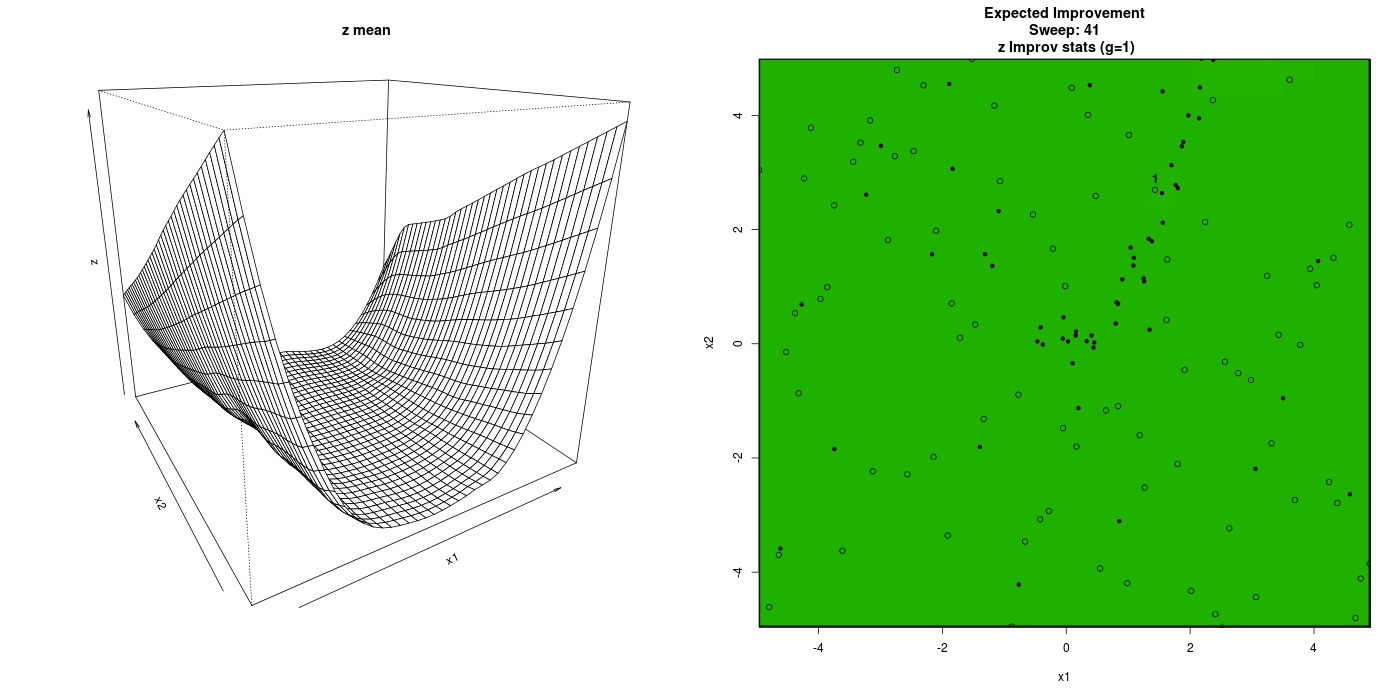 z mean
z
x2
x1
Expected Improvement
Sweep: 41
z Improv stats (g=1)
x2
4
2
0
-2
-4
1
-4
-2
0
2
4
x1